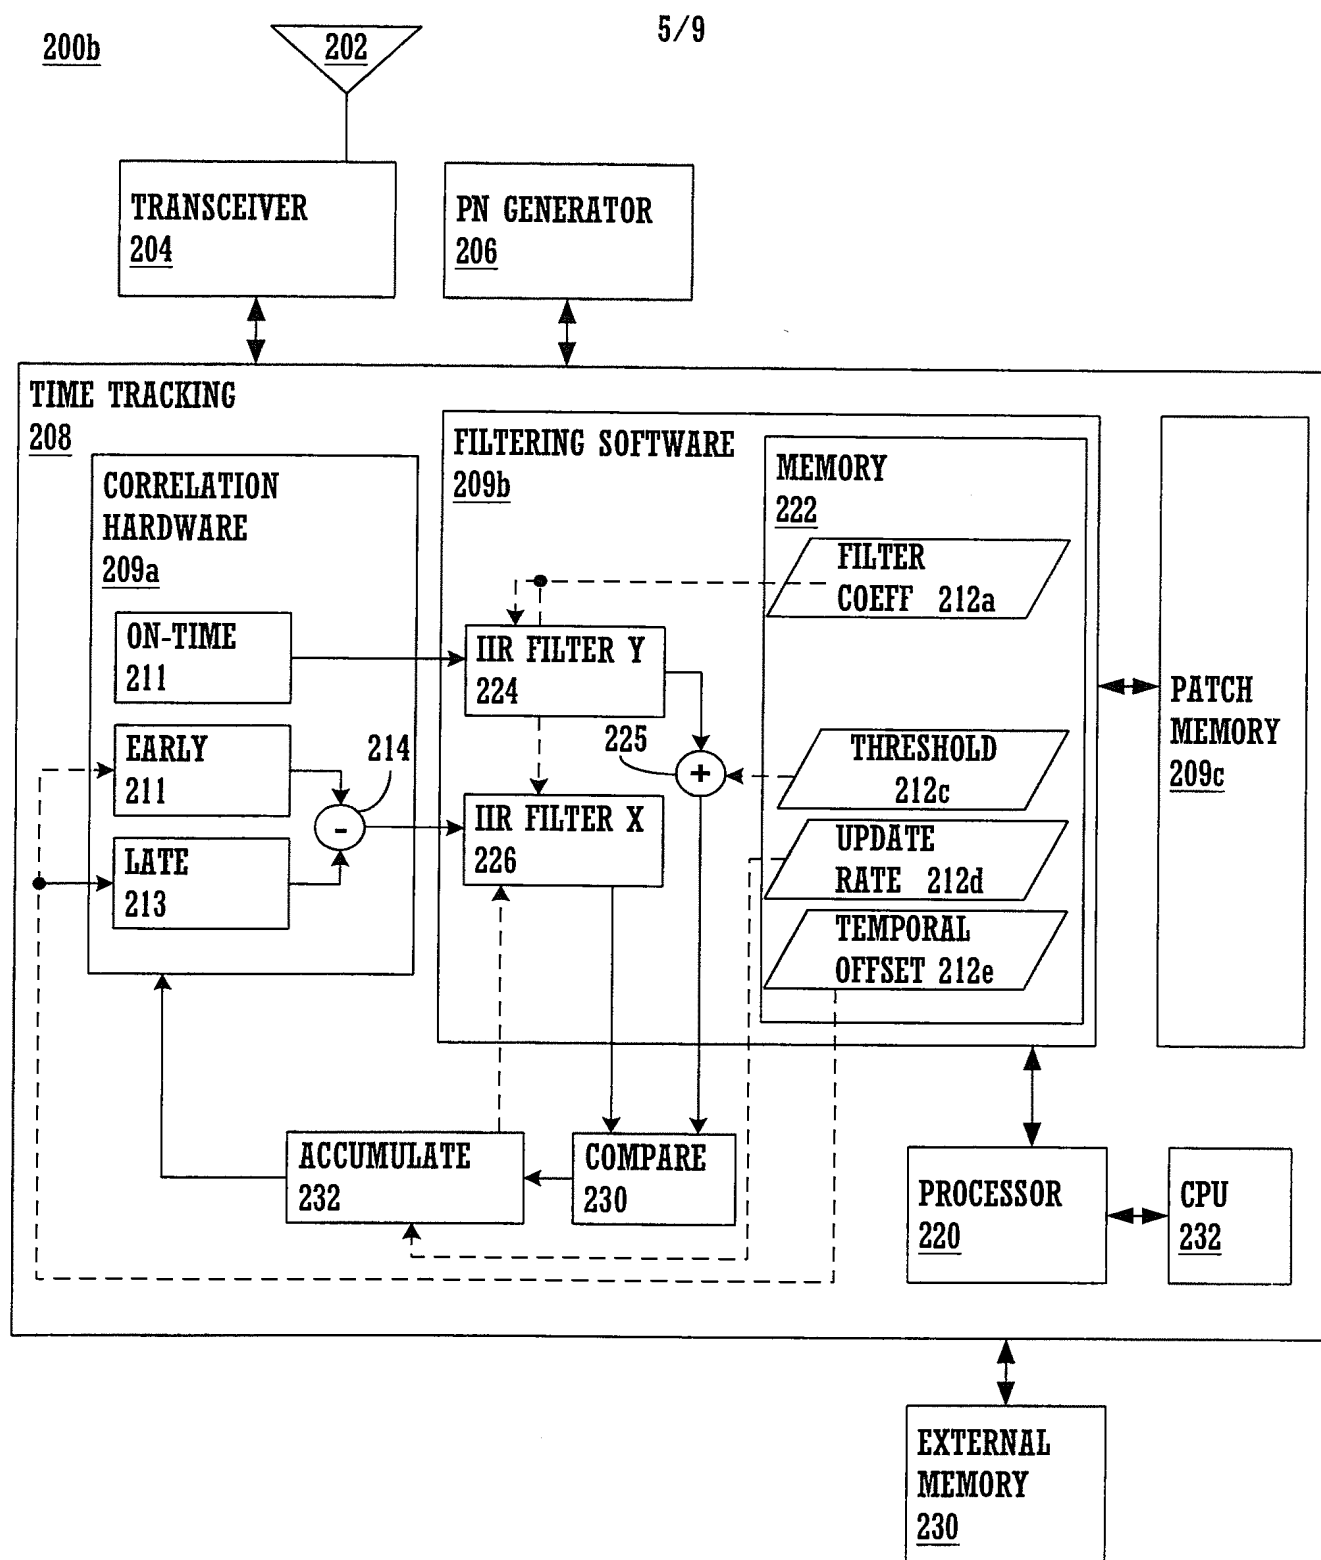 5/9
200b
202
TRANSCEIVER
204
PN GENERATOR
206
TIME TRACKING
208
CORRELATION
HARDWARE
209a
ON-TIME
211
EARLY
211
LATE
213
214
FILTERING SOFTWARE
209b
IIR FILTER Y
224
225
+
-
IIR FILTER X
226
MEMORY
222
FILTER
COEFF 212a
THRESHOLD
212c
UPDATE
RATE 212d
TEMPORAL
OFFSET 212e
PATCH
MEMORY
209c
ACCUMULATE
232
COMPARE
230
PROCESSOR
220
CPU
232
EXTERNAL
MEMORY
230